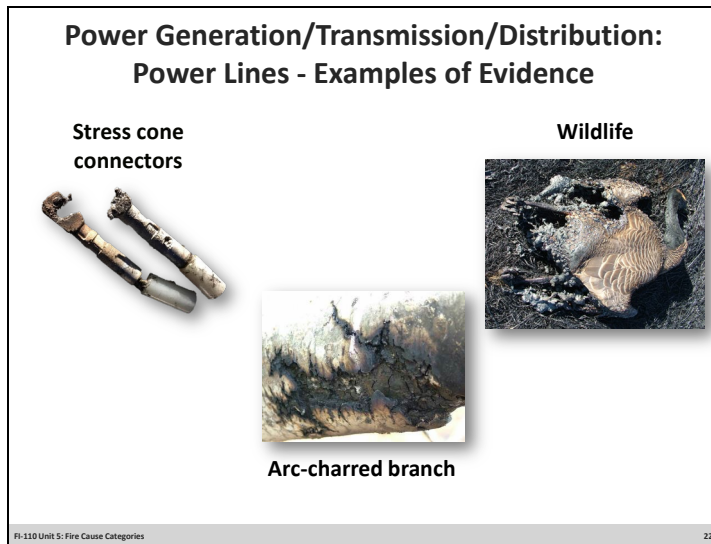 Power Generation/Transmission/Distribution:
Power Lines - Examples of Evidence
Stress cone
connectors
Wildlife
Arc-charred branch
FI-110 Unit 5: Fire Cause Categories
22